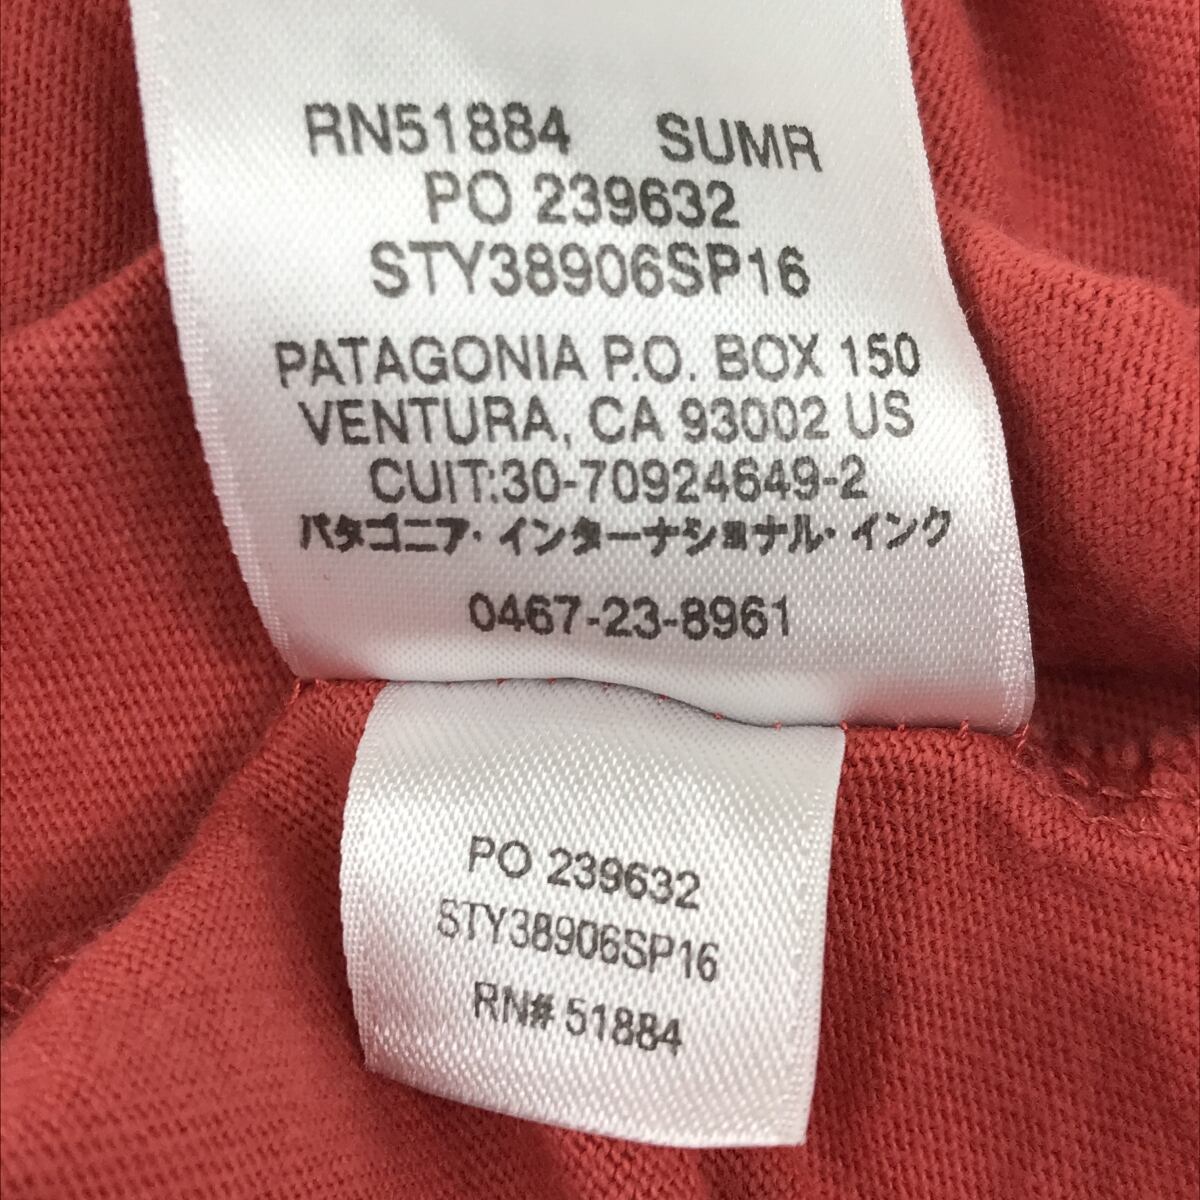 RN51884 SUMR
PO 239632
STY38906SP16
PATAGONIA P.O. BOX 150
VENTURA, CA 93002 US
CUIT:30-70924649-2
パタゴニア・インターナショナル・インク
0467-23-8961
PO 239632
STY38906SP16
RN# 51884